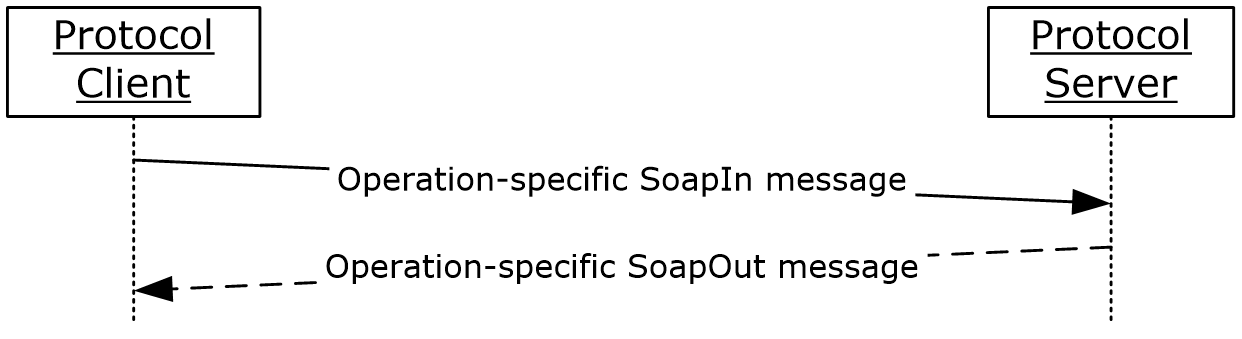 Protocol
Client
Protocol
Server
Operation-specific SoapIn message
Operation-specific SoapOut message